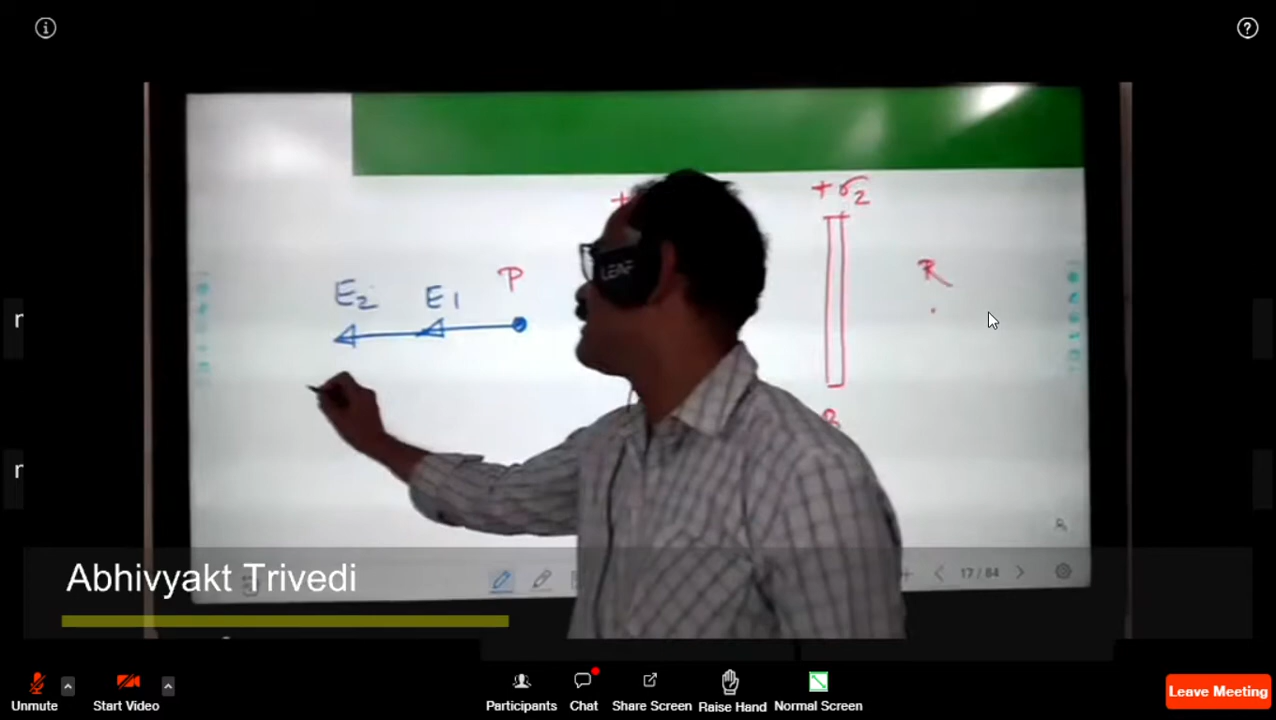 +σ2
P
R
E2
E1
LEAF
B
n
n
17 / 84
Abhivyakt Trivedi
Unmute
Start Video
Participants
Chat
Share Screen
Raise Hand
Normal Screen
Leave Meeting